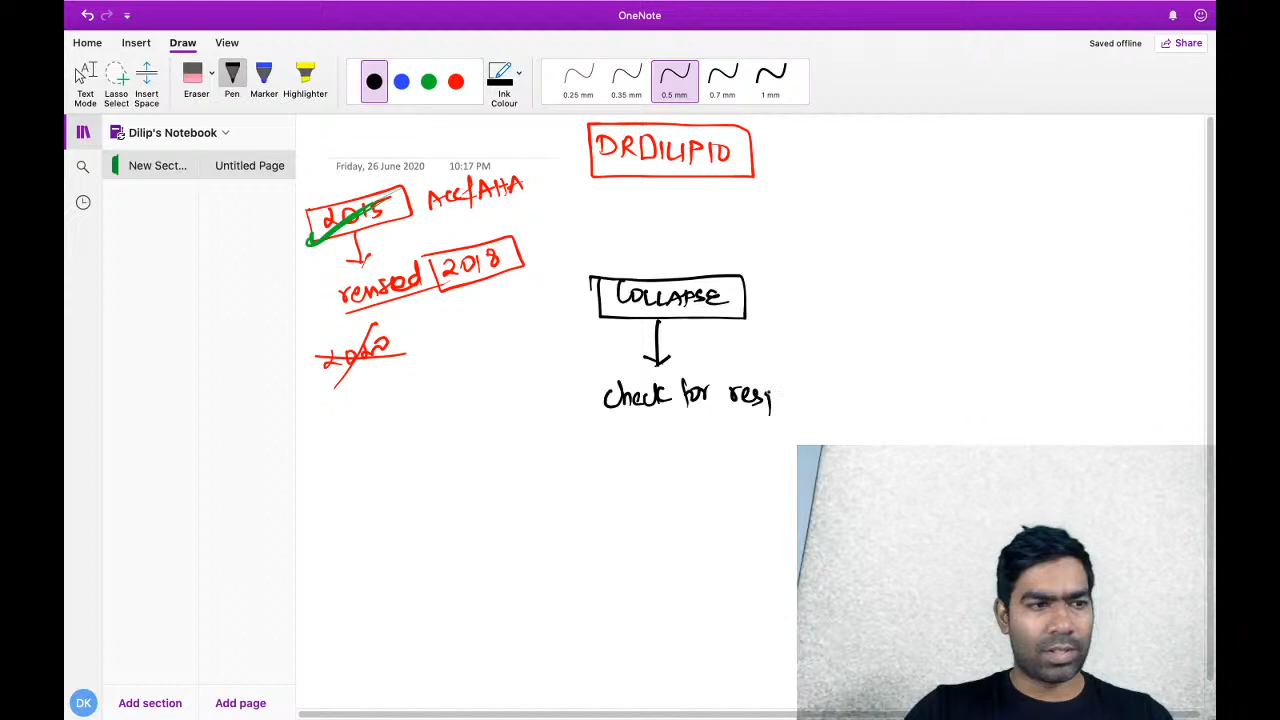 OneNote
Home Insert Draw View
Saved offline Share
Text Mode
Lasso Select
Insert Space
Eraser
Pen
Marker
Highlighter
Ink Colour
0.25 mm 0.35 mm 0.5 mm 0.7 mm 1 mm
Dilip's Notebook
New Sect...
Untitled Page
Friday, 26 June 2020 10:17 PM
DRDILIP10
2015 ACC/AHA
revised 2018
2020
COLLAPSE
check for resp
DK
Add section
Add page